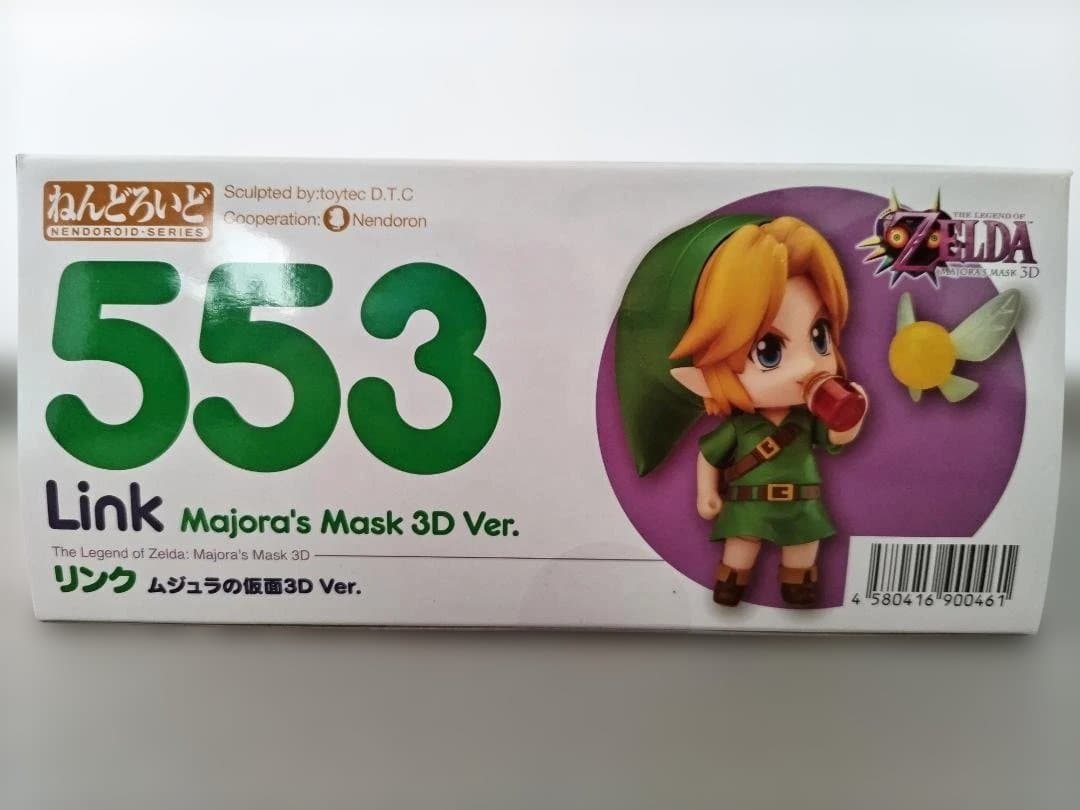 ねんどろいど
NENDOROID·SERIES
Sculpted by:toytec D.T.C
Cooperation: Nendoron
553
Link Majora's Mask 3D Ver.
The Legend of Zelda: Majora's Mask 3D
リンク ムジュラの仮面3D Ver.
THE LEGEND OF
ZELDA
MAJORA'S MASK 3D
4 580416 900461